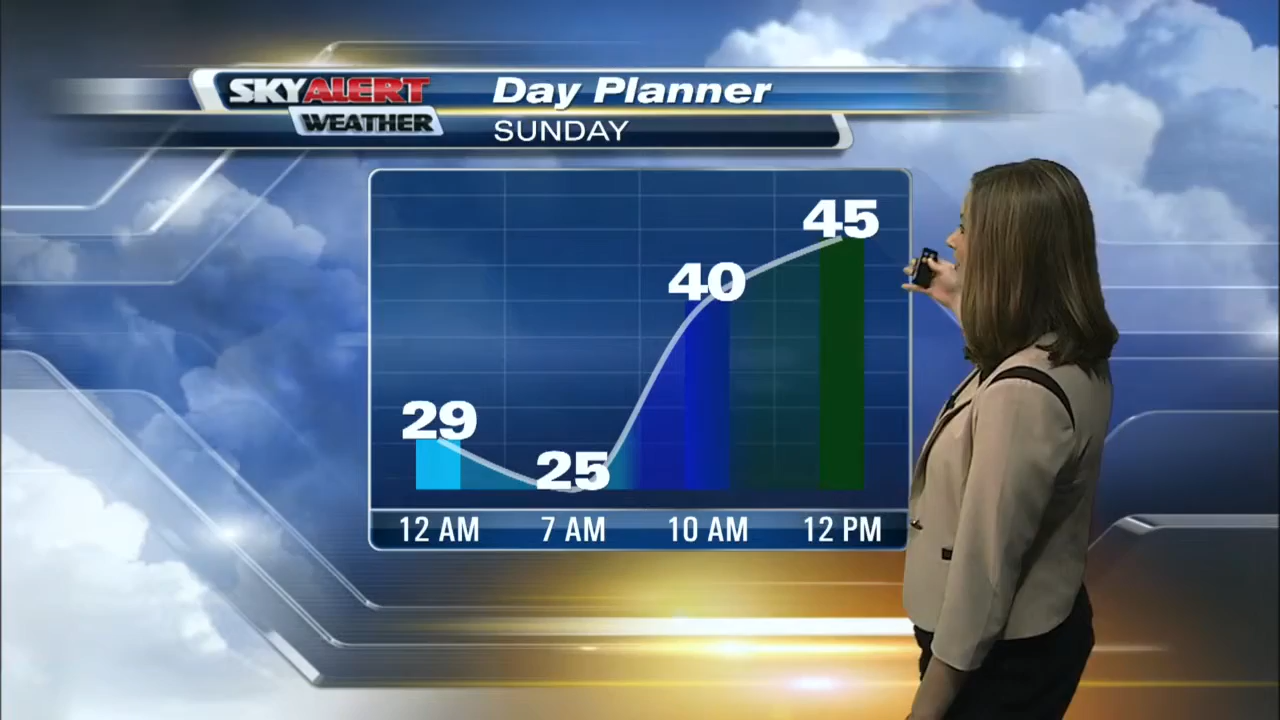 SKYALERT
WEATHER
Day Planner
SUNDAY
45
40
29
25
12 AM 7 AM 10 AM 12 PM